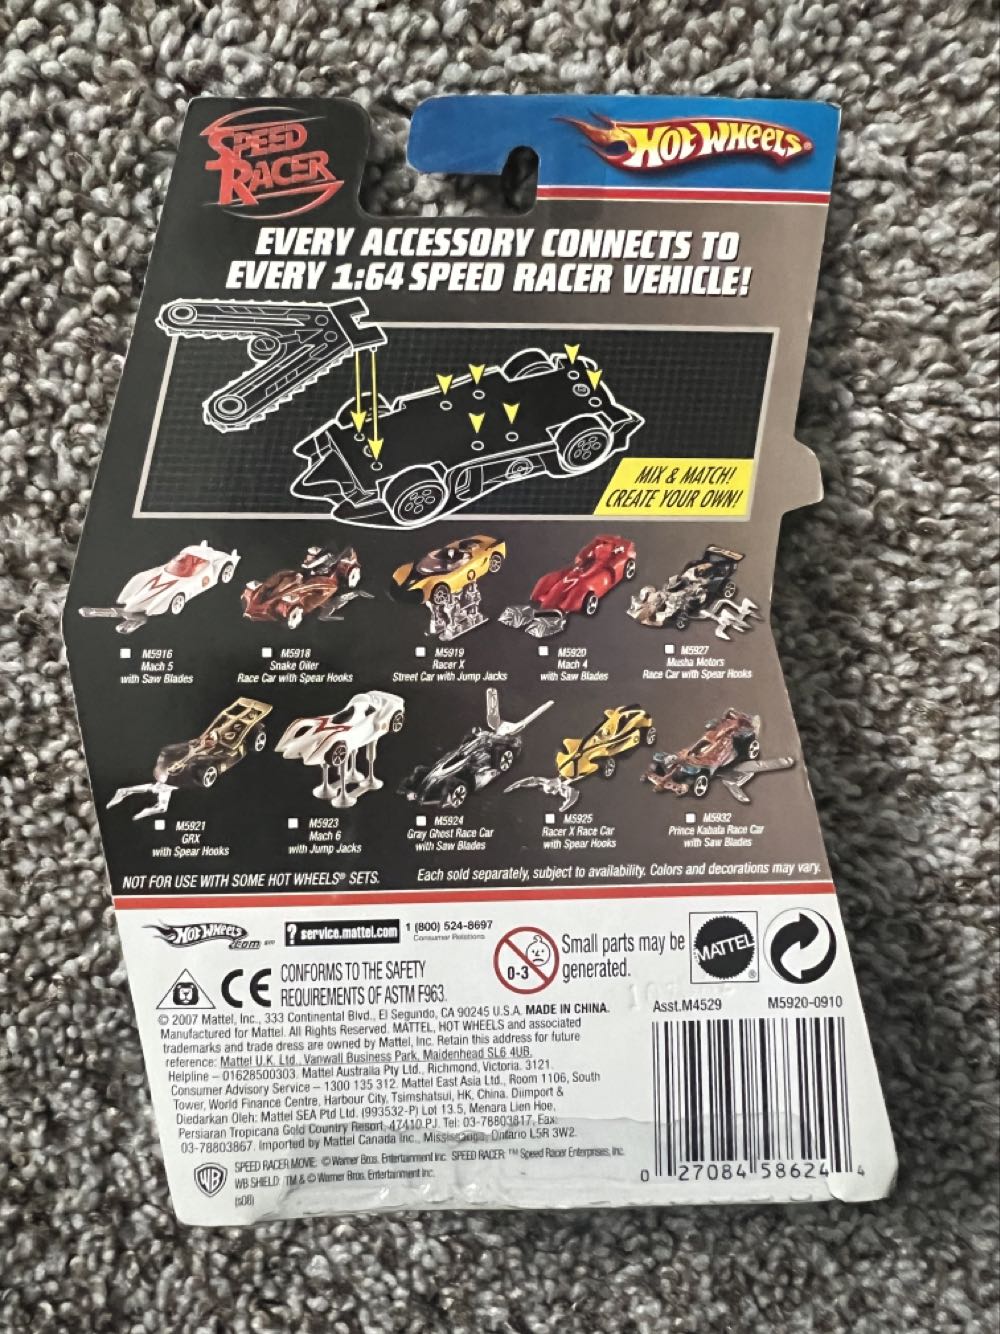 SPEED
RACER
HOT WHEELS®
EVERY ACCESSORY CONNECTS TO
EVERY 1:64 SPEED RACER VEHICLE!
MIX & MATCH!
CREATE YOUR OWN!
M5916
Mach 5
with Saw Blades
M5918
Snake Oiler
Race Car with Spear Hooks
M5919
Racer X
Street Car with Jump Jacks
M5920
Mach 4
with Saw Blades
M5927
Musha Motors
Race Car with Spear Hooks
M5921
GRX
with Spear Hooks
M5923
Mach 6
with Jump Jacks
M5924
Gray Ghost Race Car
with Saw Blades
M5925
Racer X Race Car
with Spear Hooks
M5932
Prince Kabala Race Car
with Saw Blades
NOT FOR USE WITH SOME HOT WHEELS® SETS.
Each sold separately, subject to availability. Colors and decorations may vary.
HOT WHEELS
.com SM
? service.mattel.com
1 (800) 524-8697
Consumer Relations
CE
CONFORMS TO THE SAFETY
REQUIREMENTS OF ASTM F963.
0-3
Small parts may be
generated.
MATTEL®
© 2007 Mattel, Inc., 333 Continental Blvd., El Segundo, CA 90245 U.S.A. MADE IN CHINA.
Manufactured for Mattel. All Rights Reserved. MATTEL, HOT WHEELS and associated
trademarks and trade dress are owned by Mattel, Inc. Retain this address for future
reference: Mattel U.K. Ltd., Vanwall Business Park, Maidenhead SL6 4UB.
Helpline – 01628500303. Mattel Australia Pty Ltd., Richmond, Victoria. 3121.
Consumer Advisory Service – 1300 135 312. Mattel East Asia Ltd., Room 1106, South
Tower, World Finance Centre, Harbour City, Tsimshatsui, HK, China. Diimport &
Diedarkan Oleh: Mattel SEA Ptd Ltd. (993532-P) Lot 13.5, Menara Lien Hoe,
Persiaran Tropicana Gold Country Resort, 47410 PJ. Tel: 03-78803817, Fax:
03-78803867. Imported by Mattel Canada Inc., Mississauga, Ontario L5R 3W2.
WB
SPEED RACER MOVIE: © Warner Bros. Entertainment Inc. SPEED RACER: ™ Speed Racer Enterprises, Inc.
WB SHIELD: TM & © Warner Bros. Entertainment Inc.
(s08)
Asst.M4529
M5920-0910
0 27084 58624 4